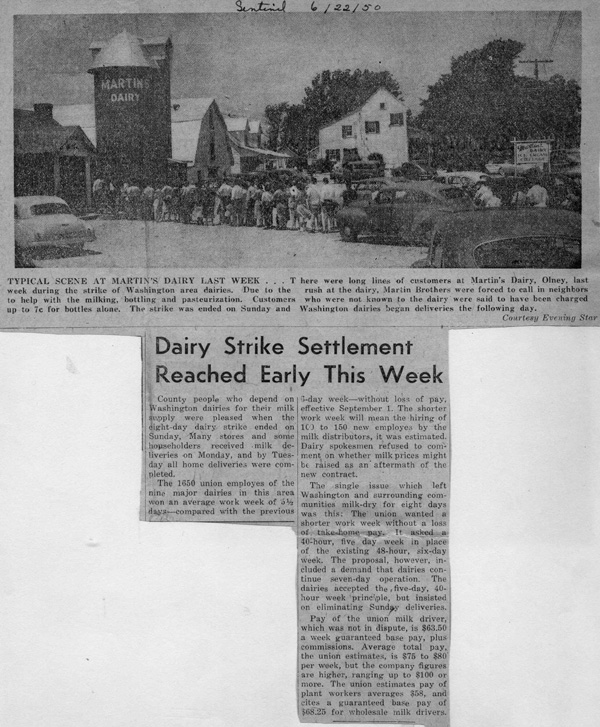 Sentinel 6/22/50
MARTIN'S
DAIRY
TYPICAL SCENE AT MARTIN'S DAIRY LAST WEEK . . . T here were long lines of customers at Martin's Dairy, Olney, last
week during the strike of Washington area dairies. Due to the rush at the dairy, Martin Brothers were forced to call in neighbors
to help with the milking, bottling and pasteurization. Customers who were not known to the dairy were said to have been charged
up to 7c for bottles alone. The strike was ended on Sunday and Washington dairies began deliveries the following day.
Courtesy Evening Star
Dairy Strike Settlement
Reached Early This Week
County people who depend on
Washington dairies for their milk
supply were pleased when the
eight-day dairy strike ended on
Sunday, Many stores and some
householders received milk de-
liveries on Monday, and by Tues-
day all home deliveries were com-
pleted.
The 1650 union employes of the
nine major dairies in this area
won an average work week of 5½
days—compared with the previous
6-day week—without loss of pay,
effective September 1. The shorter
work week will mean the hiring of
100 to 150 new employes by the
milk distributors, it was estimated.
Dairy spokesmen refused to com-
ment on whether milk prices might
be raised as an aftermath of the
new contract.
The single issue which left
Washington and surrounding com-
munities milk-dry for eight days
was this: The union wanted a
shorter work week without a loss
of take-home pay. It asked a
40-hour, five day week in place
of the existing 48-hour, six-day
week. The proposal, however, in-
cluded a demand that dairies con-
tinue seven-day operation. The
dairies accepted the five-day, 40-
hour week principle, but insisted
on eliminating Sunday deliveries.
Pay of the union milk driver,
which was not in dispute, is $63.50
a week guaranteed base pay, plus
commissions. Average total pay,
the union estimates, is $75 to $80
per week, but the company figures
are higher, ranging up to $100 or
more. The union estimates pay of
plant workers averages $58, and
cites a guaranteed base pay of
$68.25 for wholesale milk drivers.